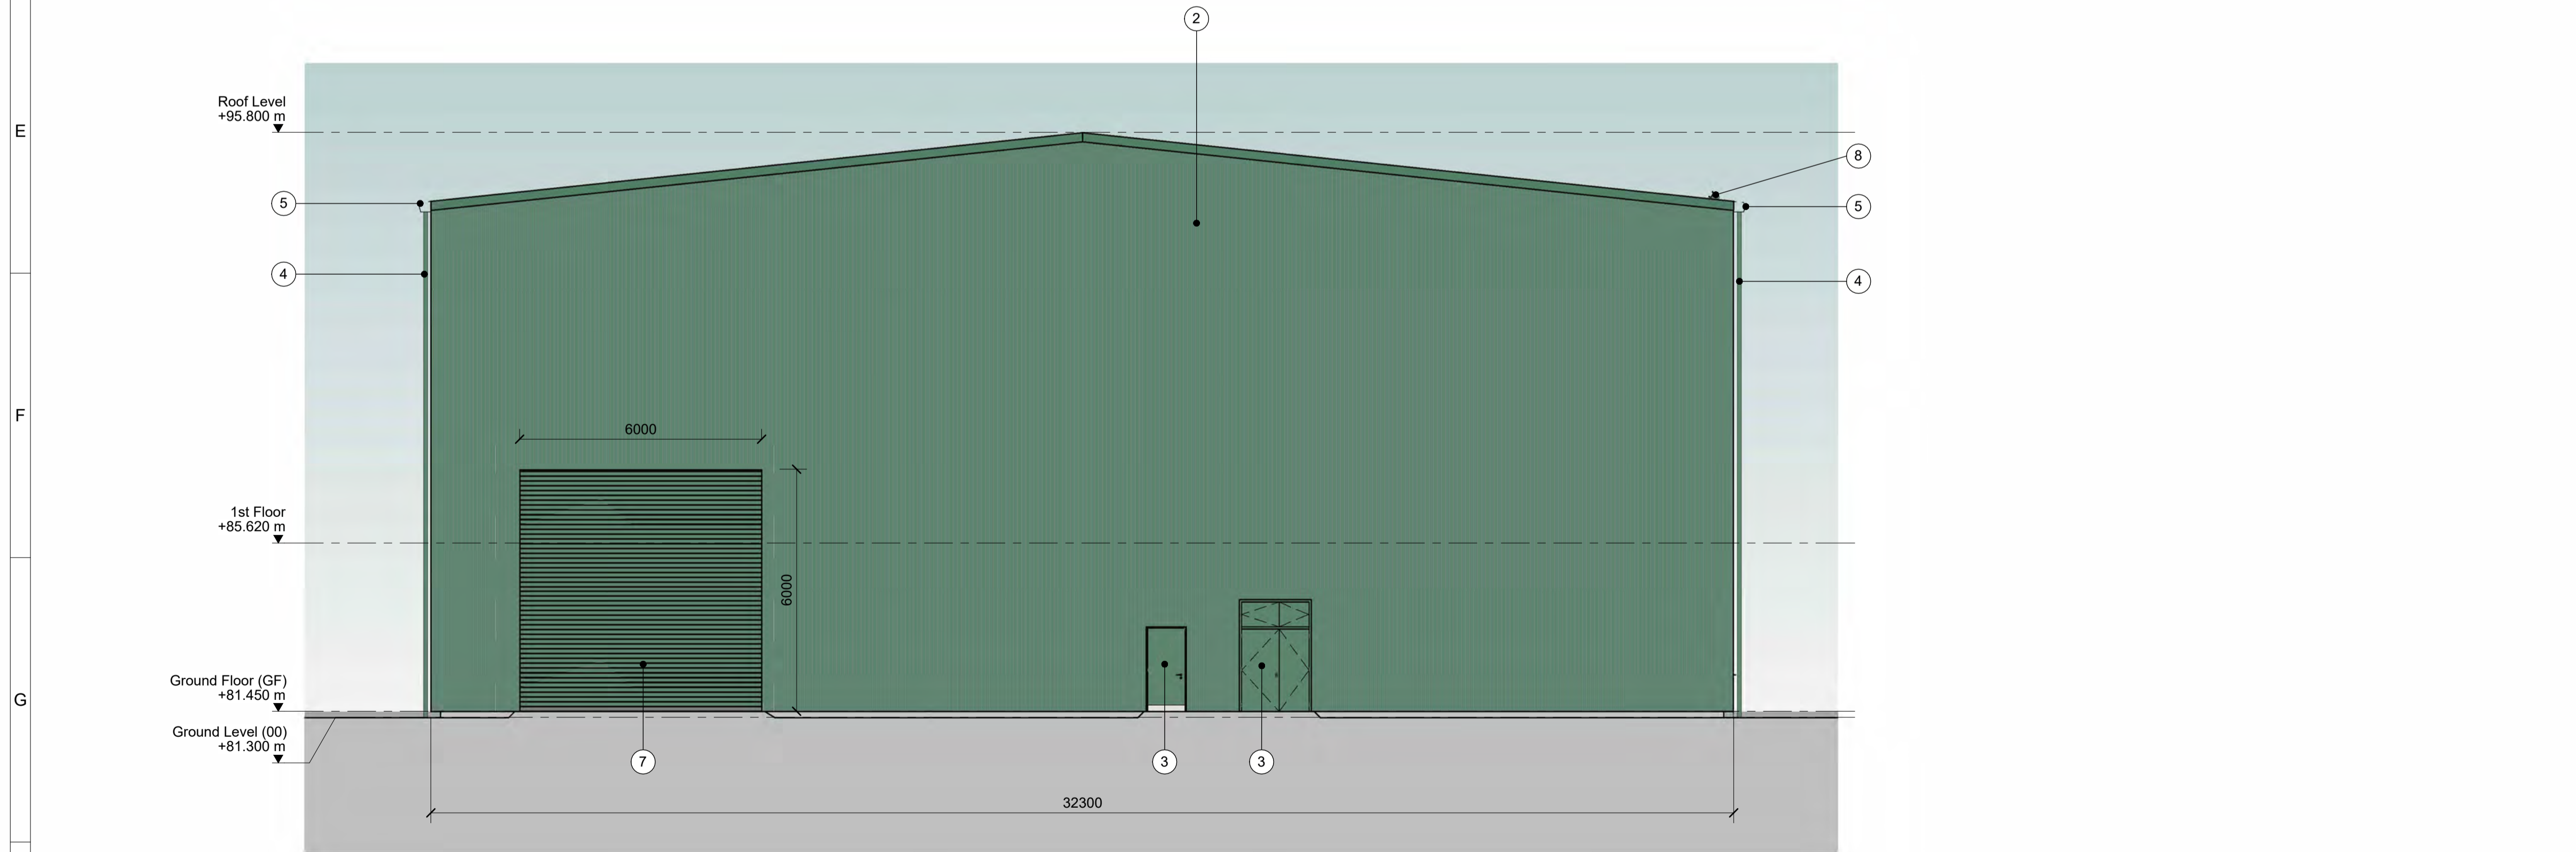 2
Roof Level
+95.800 m
E
8
5
5
4
4
F
6000
1st Floor
+85.620 m
6000
Ground Floor (GF)
+81.450 m
G
Ground Level (00)
+81.300 m
7
3
3
32300